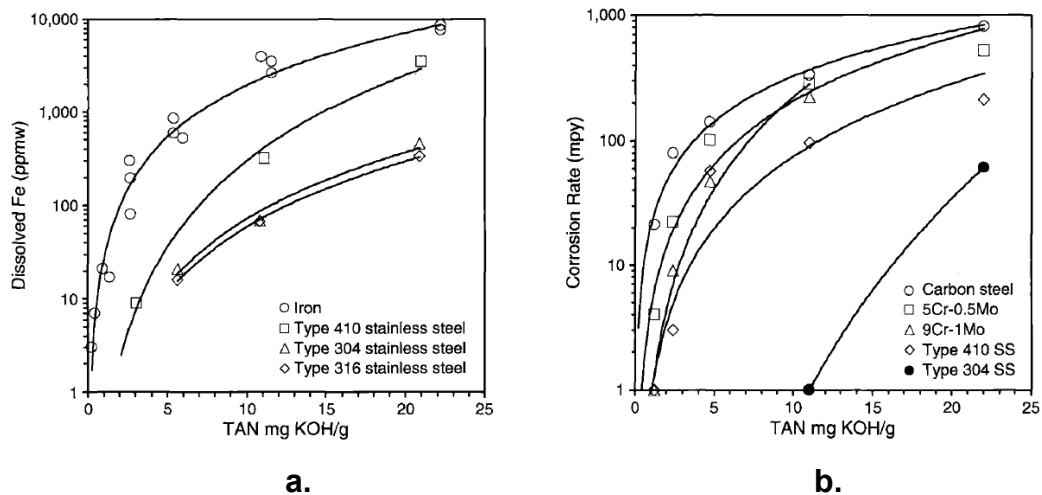 10,000
1,000
100
10
1
Dissolved Fe (ppmw)
Iron
Type 410 stainless steel
Type 304 stainless steel
Type 316 stainless steel
0 5 10 15 20 25
TAN mg KOH/g
a.
1,000
100
10
1
Corrosion Rate (mpy)
Carbon steel
5Cr-0.5Mo
9Cr-1Mo
Type 410 SS
Type 304 SS
0 5 10 15 20 25
TAN mg KOH/g
b.